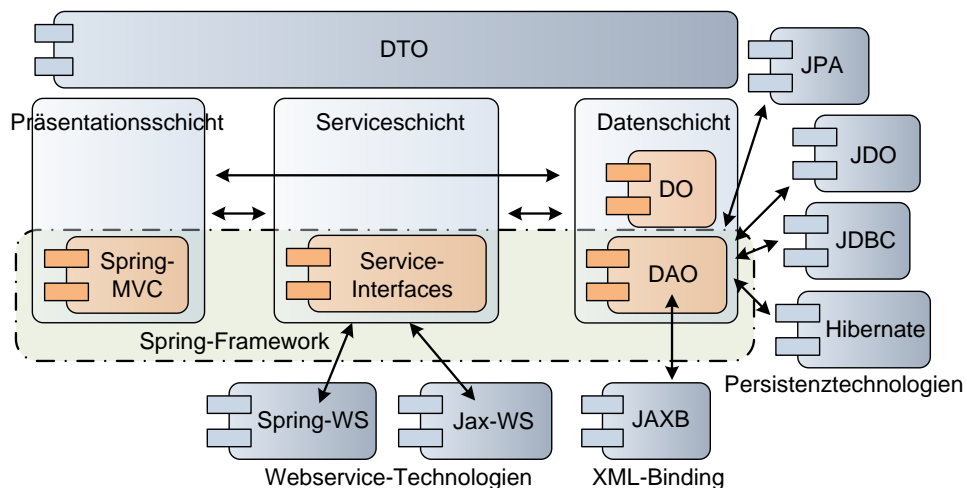 DTO
JPA
Präsentationsschicht
Serviceschicht
Datenschicht
JDO
DO
JDBC
Spring-
MVC
Service-
Interfaces
DAO
Hibernate
Spring-Framework
Persistenztechnologien
Spring-WS
Jax-WS
JAXB
Webservice-Technologien
XML-Binding